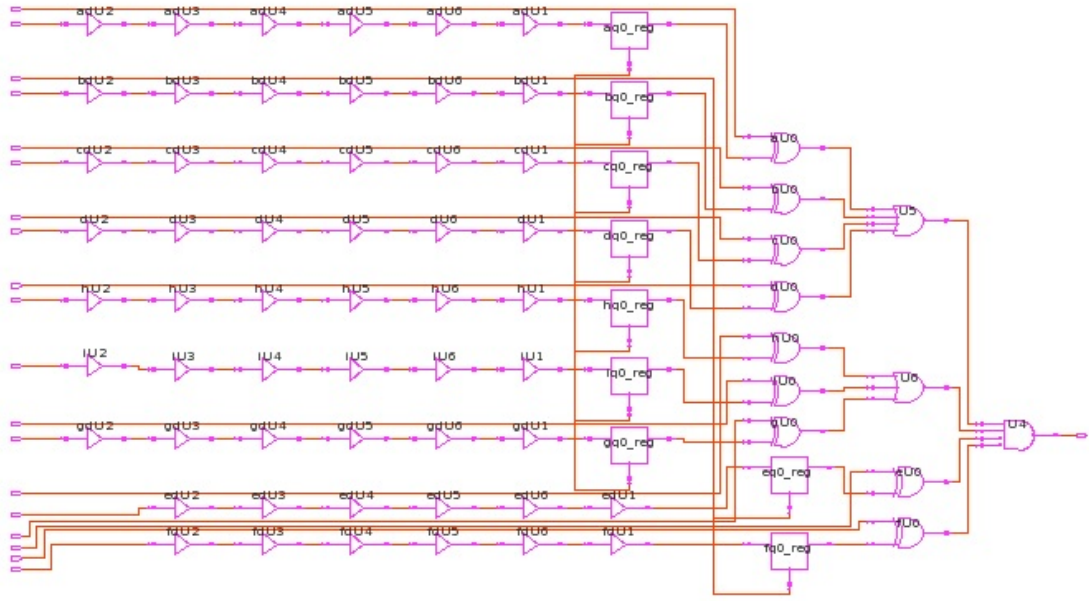 adU2 adU3 adU4 adU5 adU6 adU1 aq0_reg
bdU2 bdU3 bdU4 bdU5 bdU6 bdU1 bq0_reg
aU0
cdU2 cdU3 cdU4 cdU5 cdU6 cdU1 cq0_reg
bU0
dU2 dU3 dU4 dU5 dU6 dU1 dq0_reg
U5
cU0
hU2 hU3 hU4 hU5 hU6 hU1 hq0_reg
dU0
hU0
IU2 IU3 IU4 IU5 IU6 IU1 Iq0_reg
IU0 U6
gdU2 gdU3 gdU4 gdU5 gdU6 gdU1 gq0_reg
gU0 U4
eq0_reg eU0
edU2 edU3 edU4 edU5 edU6 edU1
fU0
fdU2 fdU3 fdU4 fdU5 fdU6 fdU1 fq0_reg